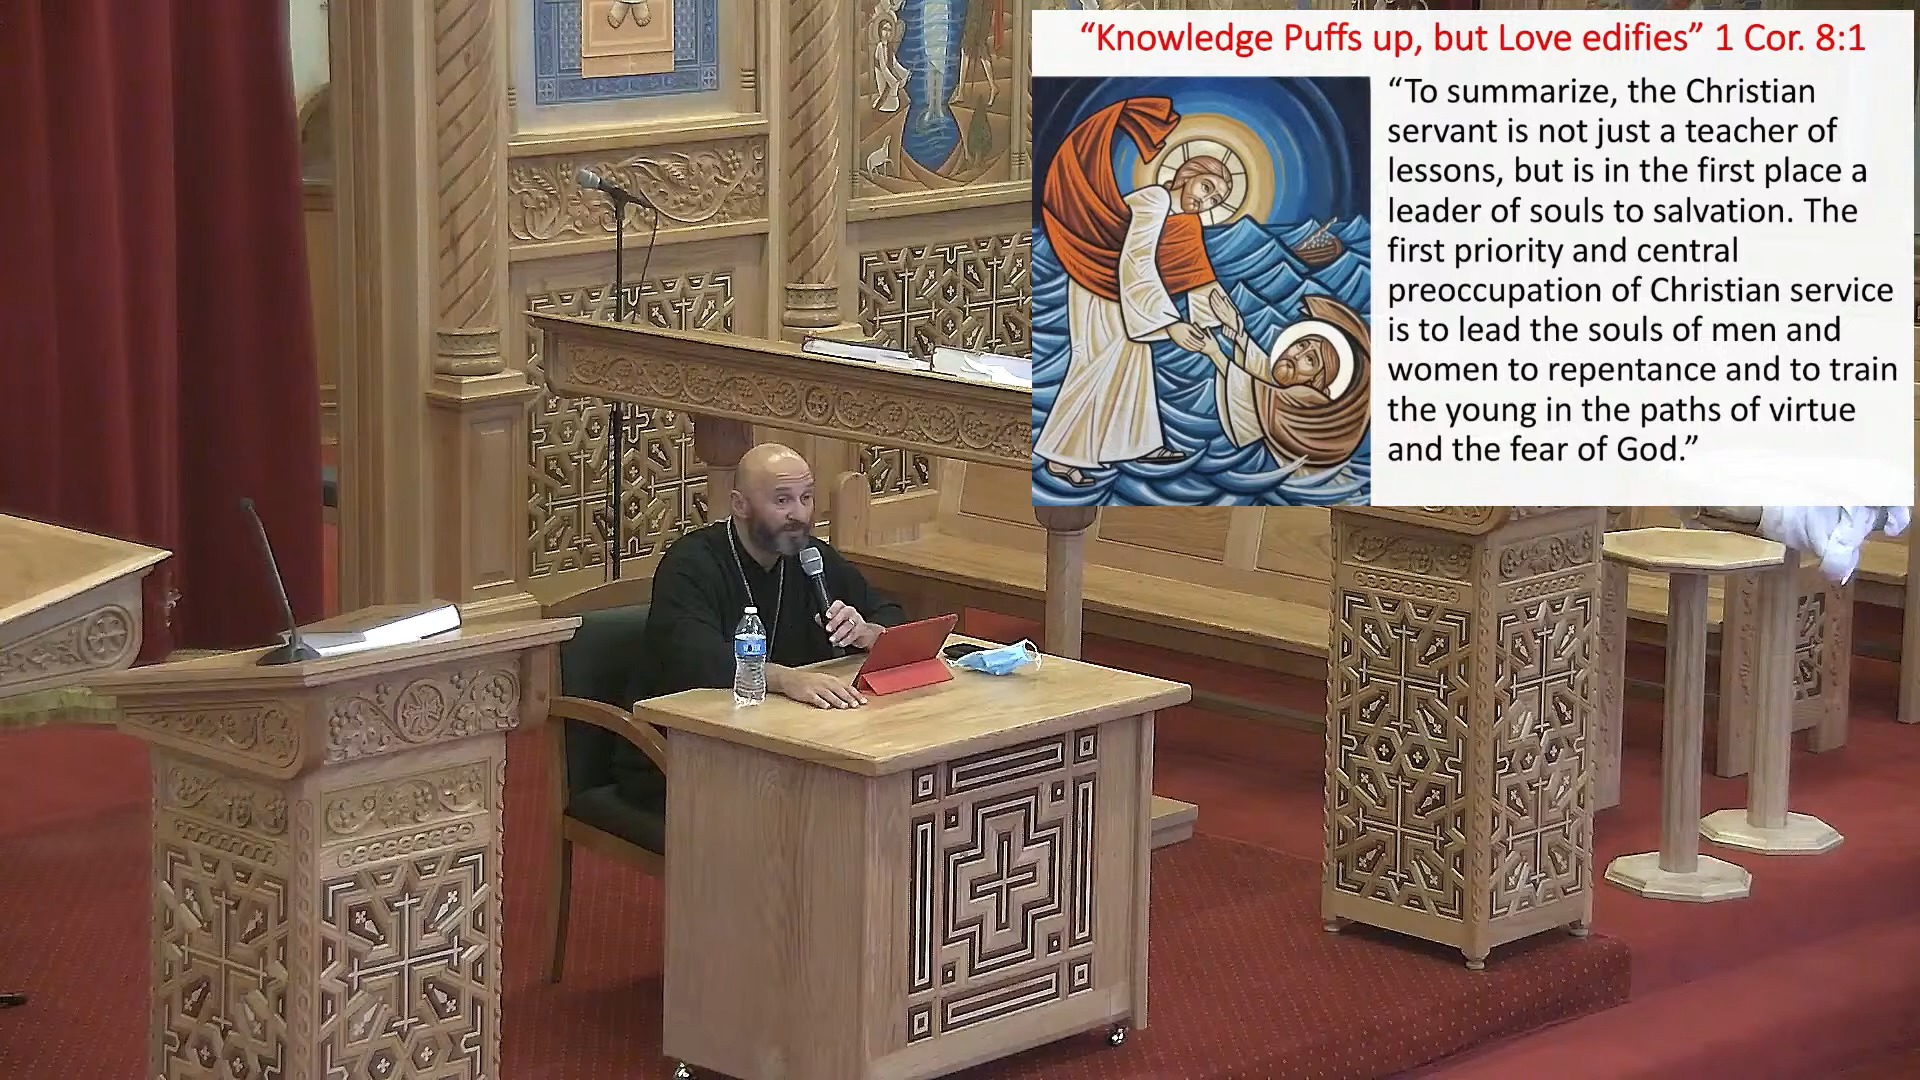 “Knowledge Puffs up, but Love edifies” 1 Cor. 8:1
“To summarize, the Christian
servant is not just a teacher of
lessons, but is in the first place a
leader of souls to salvation. The
first priority and central
preoccupation of Christian service
is to lead the souls of men and
women to repentance and to train
the young in the paths of virtue
and the fear of God.”